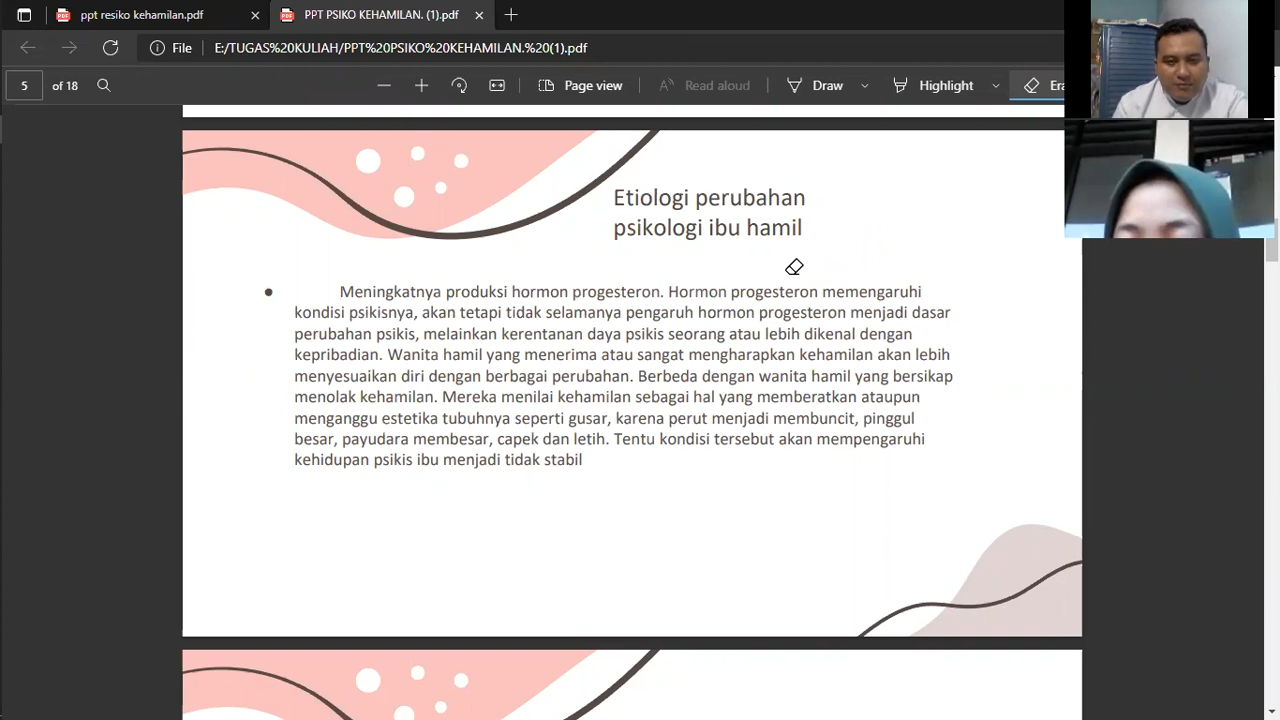 ppt resiko kehamilan.pdf
PPT PSIKO KEHAMILAN. (1).pdf
File
E:/TUGAS%20KULIAH/PPT%20PSIKO%20KEHAMILAN.%20(1).pdf
5 of 18
Page view
Read aloud
Draw
Highlight
Era
Etiologi perubahan
psikologi ibu hamil
Meningkatnya produksi hormon progesteron. Hormon progesteron memengaruhi
kondisi psikisnya, akan tetapi tidak selamanya pengaruh hormon progesteron menjadi dasar
perubahan psikis, melainkan kerentanan daya psikis seorang atau lebih dikenal dengan
kepribadian. Wanita hamil yang menerima atau sangat mengharapkan kehamilan akan lebih
menyesuaikan diri dengan berbagai perubahan. Berbeda dengan wanita hamil yang bersikap
menolak kehamilan. Mereka menilai kehamilan sebagai hal yang memberatkan ataupun
menganggu estetika tubuhnya seperti gusar, karena perut menjadi membuncit, pinggul
besar, payudara membesar, capek dan letih. Tentu kondisi tersebut akan mempengaruhi
kehidupan psikis ibu menjadi tidak stabil